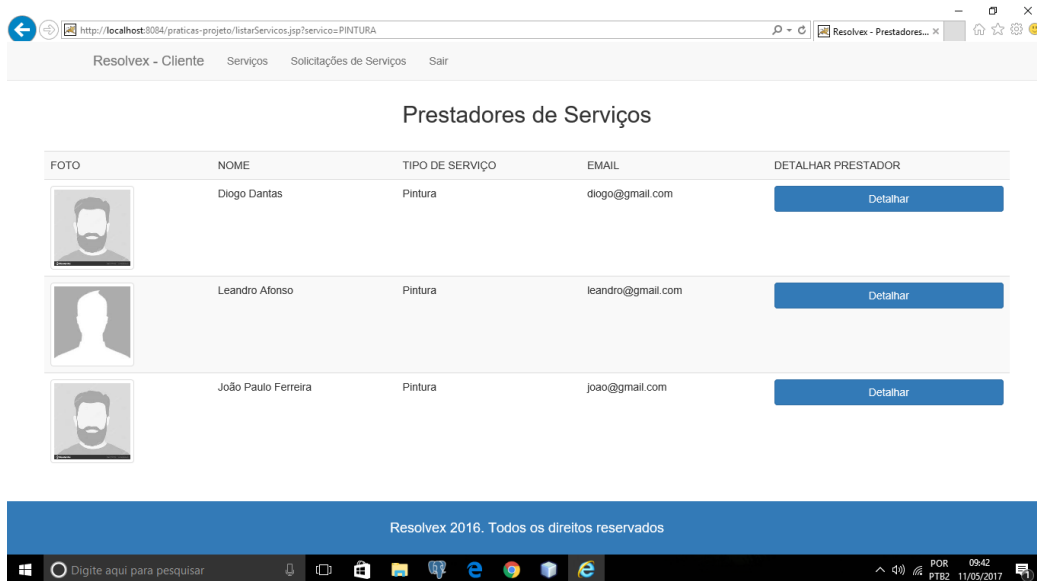 http://localhost:8084/praticas-projeto/listarServicos.jsp?servico=PINTURA
Resolvex - Prestadores...
Resolvex - Cliente Serviços Solicitações de Serviços Sair
Prestadores de Serviços
FOTO NOME TIPO DE SERVIÇO EMAIL DETALHAR PRESTADOR
Diogo Dantas Pintura diogo@gmail.com Detalhar
Leandro Afonso Pintura leandro@gmail.com Detalhar
João Paulo Ferreira Pintura joao@gmail.com Detalhar
Resolvex 2016. Todos os direitos reservados
Digite aqui para pesquisar
POR 09:42
PTB2 11/05/2017
1